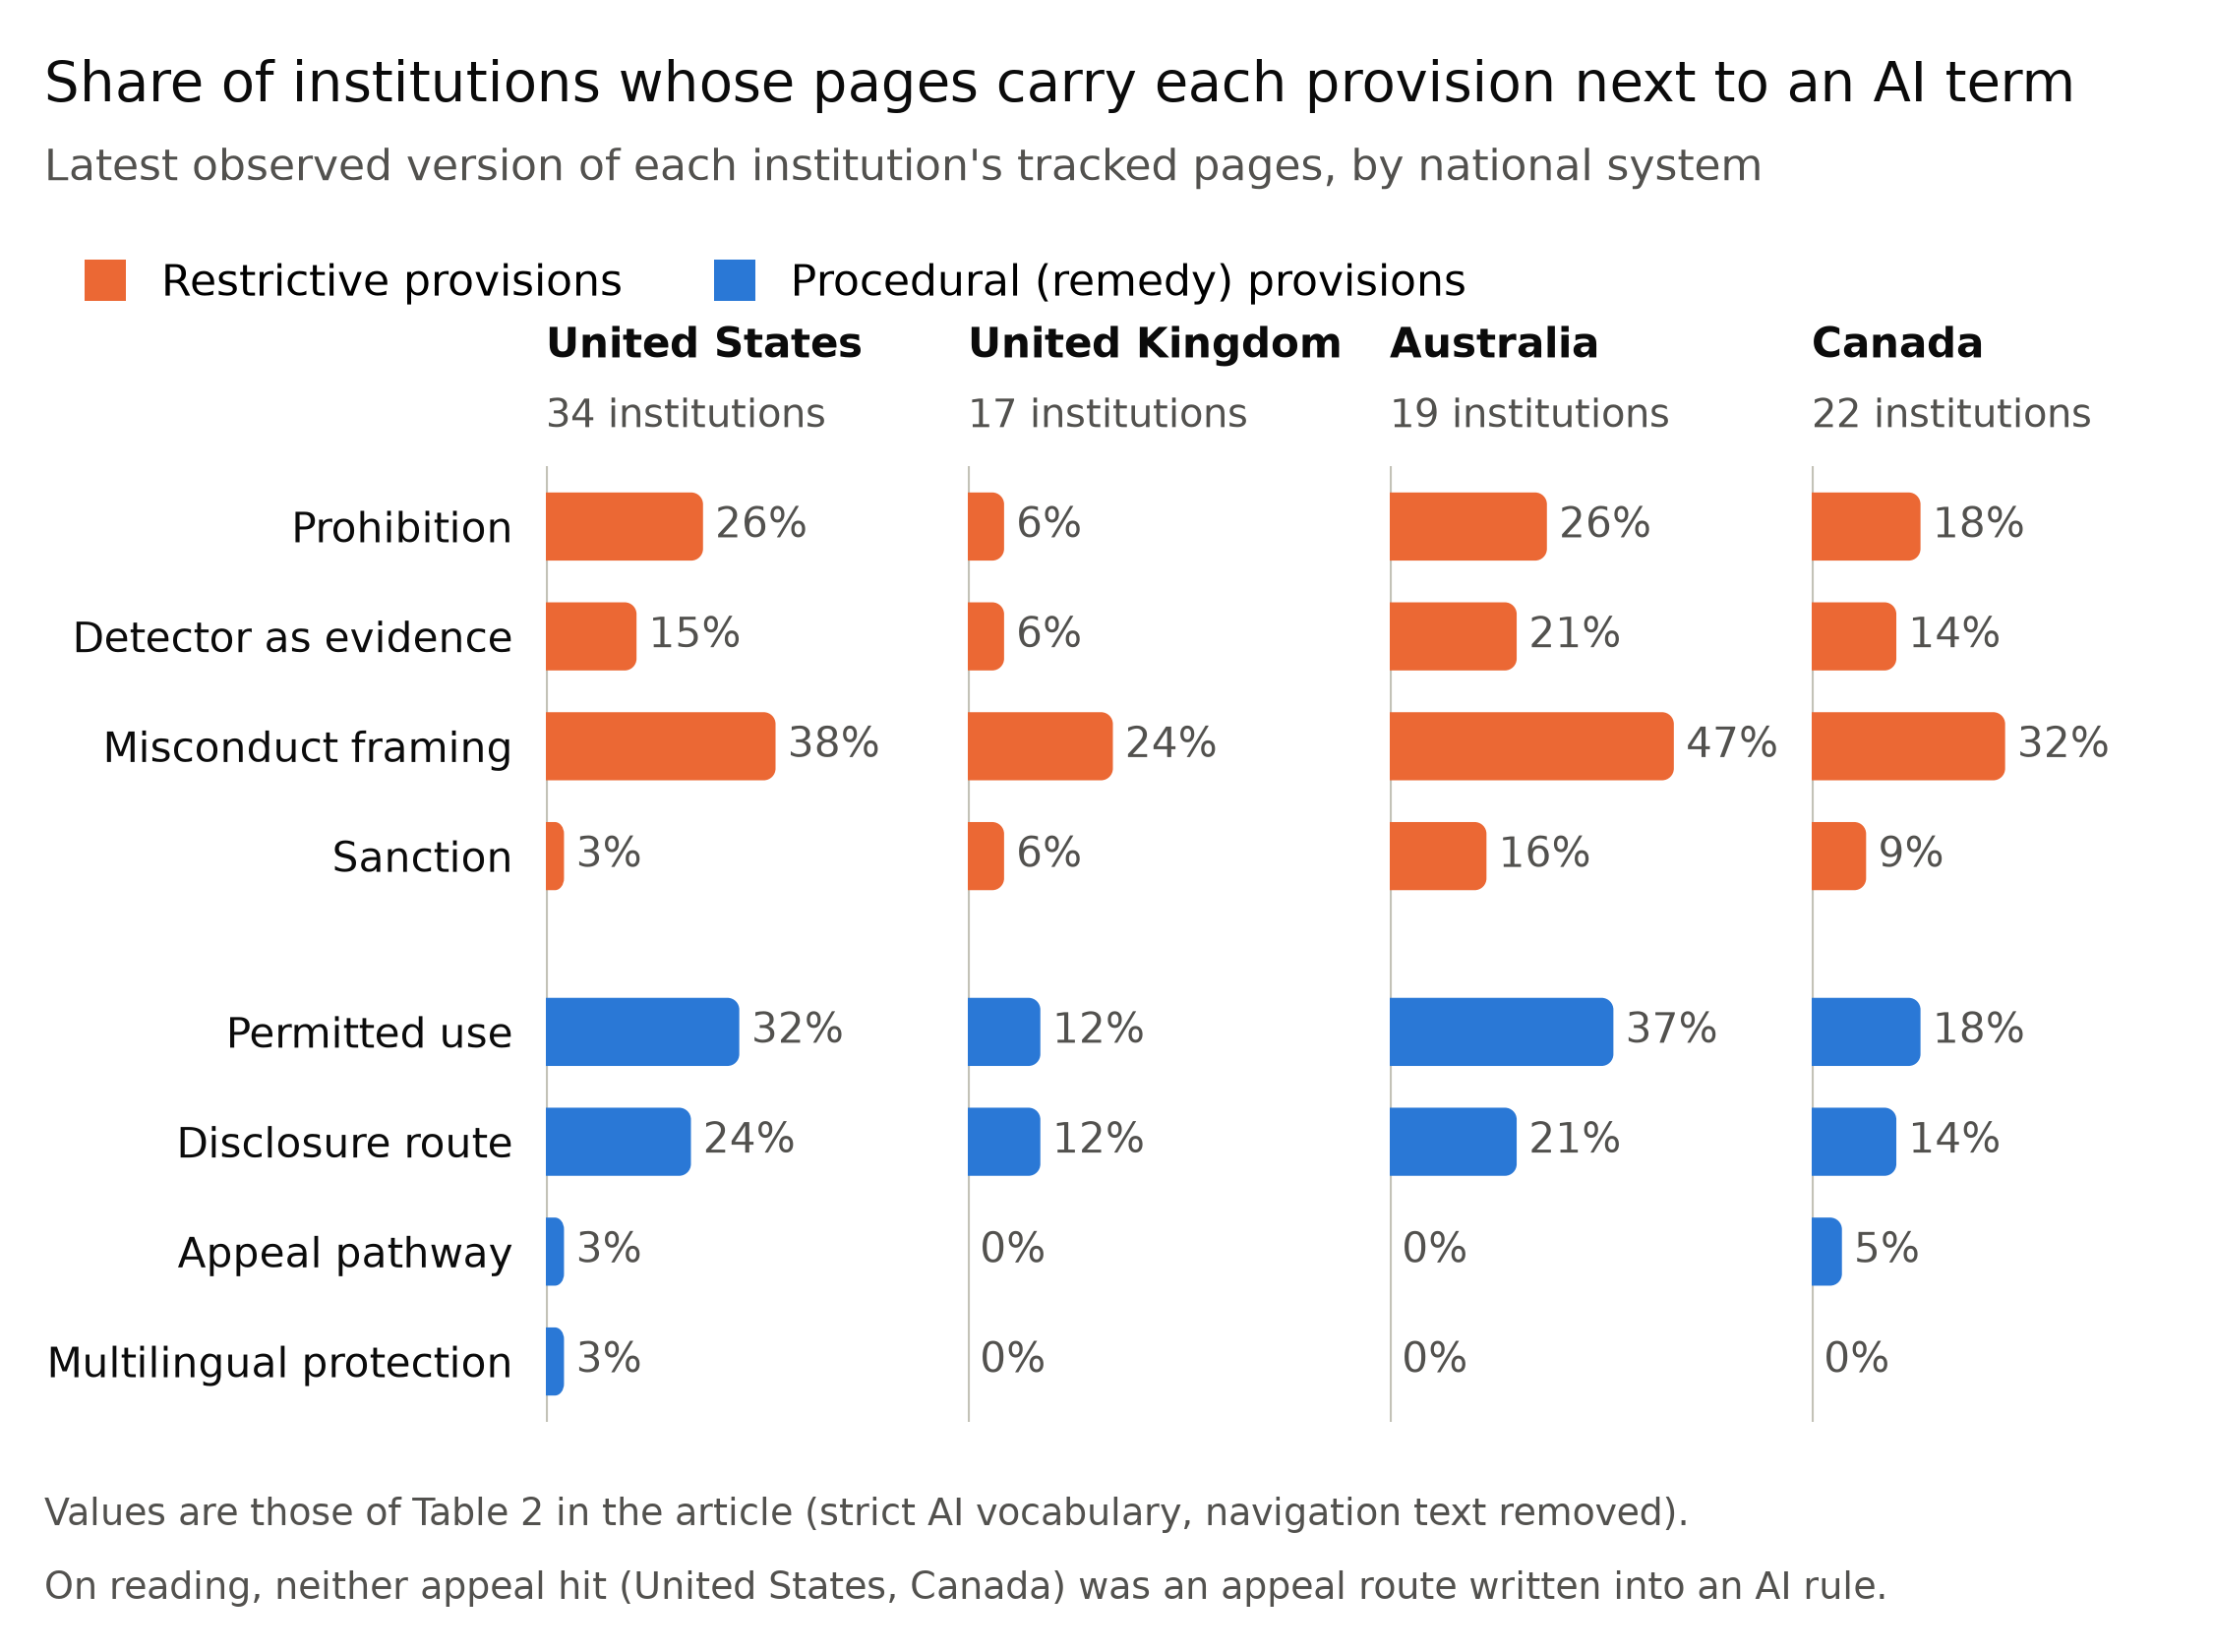 Share of institutions whose pages carry each provision next to an AI term
Latest observed version of each institution's tracked pages, by national system
Restrictive provisions Procedural (remedy) provisions
United States United Kingdom Australia Canada
34 institutions 17 institutions 19 institutions 22 institutions
Prohibition 26% 6% 26% 18%
Detector as evidence 15% 6% 21% 14%
Misconduct framing 38% 24% 47% 32%
Sanction 3% 6% 16% 9%
Permitted use 32% 12% 37% 18%
Disclosure route 24% 12% 21% 14%
Appeal pathway 3% 0% 0% 5%
Multilingual protection 3% 0% 0% 0%
Values are those of Table 2 in the article (strict AI vocabulary, navigation text removed).
On reading, neither appeal hit (United States, Canada) was an appeal route written into an AI rule.